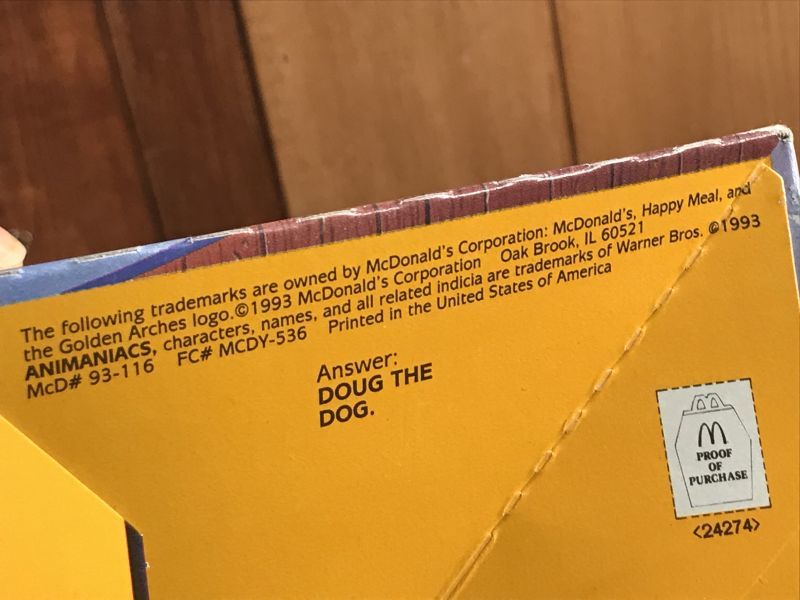 The following trademarks are owned by McDonald's Corporation: McDonald's, Happy Meal, and
the Golden Arches logo.©1993 McDonald's Corporation Oak Brook, IL 60521
ANIMANIACS, characters, names, and all related indicia are trademarks of Warner Bros. ©1993
McD# 93-116 FC# MCDY-536 Printed in the United States of America
Answer:
DOUG THE
DOG.
PROOF
OF
PURCHASE
<24274>